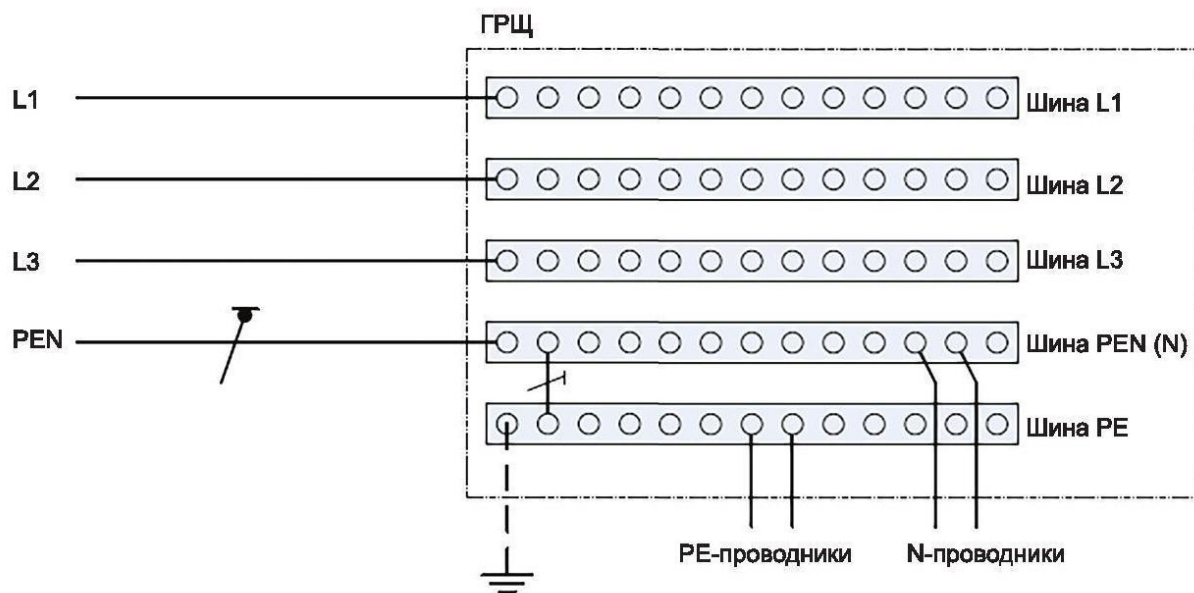 ГРЩ
L1
Шина L1
L2
Шина L2
L3
Шина L3
PEN
Шина PEN (N)
Шина PE
PE-проводники
N-проводники